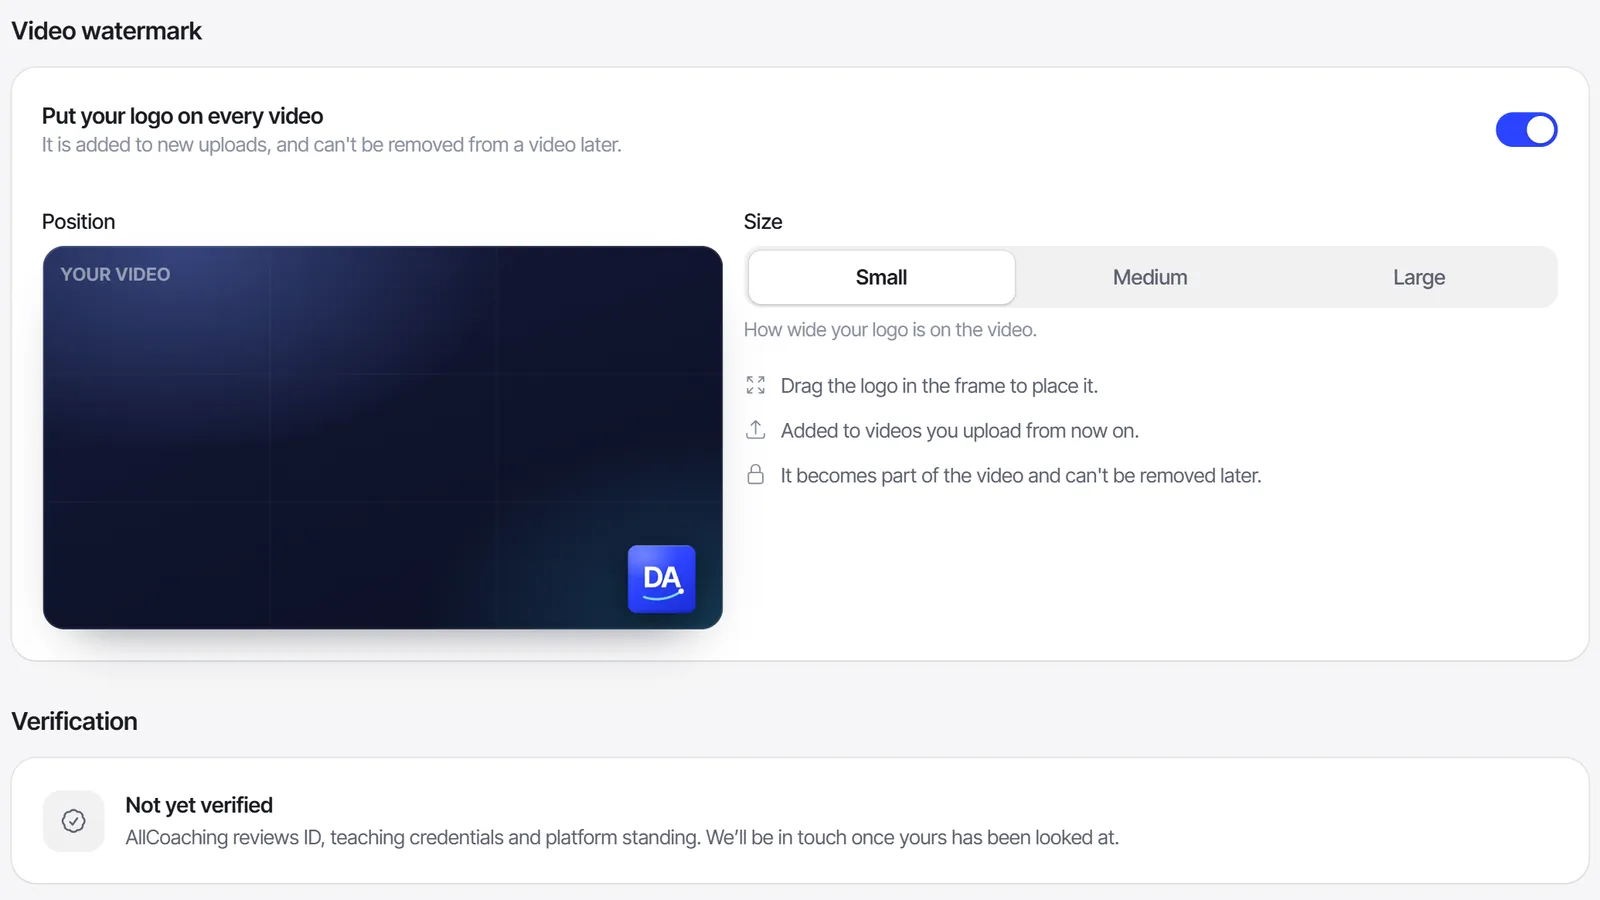 Video watermark
Put your logo on every video
It is added to new uploads, and can't be removed from a video later.
Position
Size
YOUR VIDEO
Small
Medium
Large
How wide your logo is on the video.
Drag the logo in the frame to place it.
Added to videos you upload from now on.
It becomes part of the video and can't be removed later.
DA
Verification
Not yet verified
AllCoaching reviews ID, teaching credentials and platform standing. We’ll be in touch once yours has been looked at.